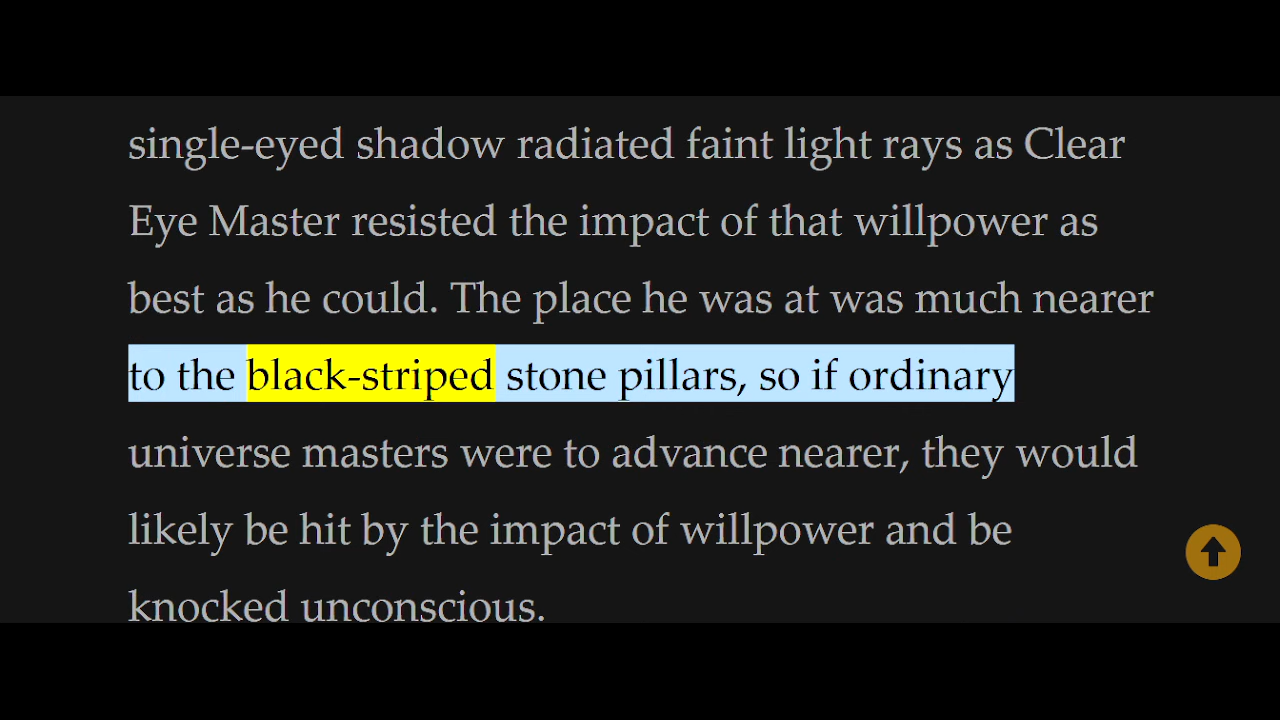 single-eyed shadow radiated faint light rays as Clear
Eye Master resisted the impact of that willpower as
best as he could. The place he was at was much nearer
to the black-striped stone pillars, so if ordinary
universe masters were to advance nearer, they would
likely be hit by the impact of willpower and be
knocked unconscious.